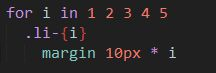 for i in 1 2 3 4 5
  .li-{i}
    margin 10px * i